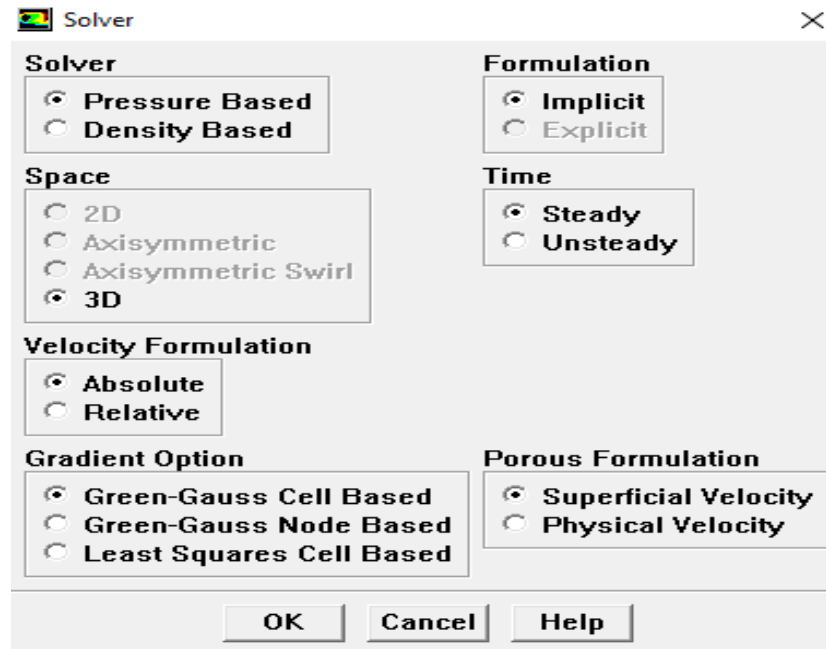 Solver
Solver
Pressure Based
Density Based
Formulation
Implicit
Explicit
Space
2D
Axisymmetric
Axisymmetric Swirl
3D
Time
Steady
Unsteady
Velocity Formulation
Absolute
Relative
Gradient Option
Green-Gauss Cell Based
Green-Gauss Node Based
Least Squares Cell Based
Porous Formulation
Superficial Velocity
Physical Velocity
OK
Cancel
Help